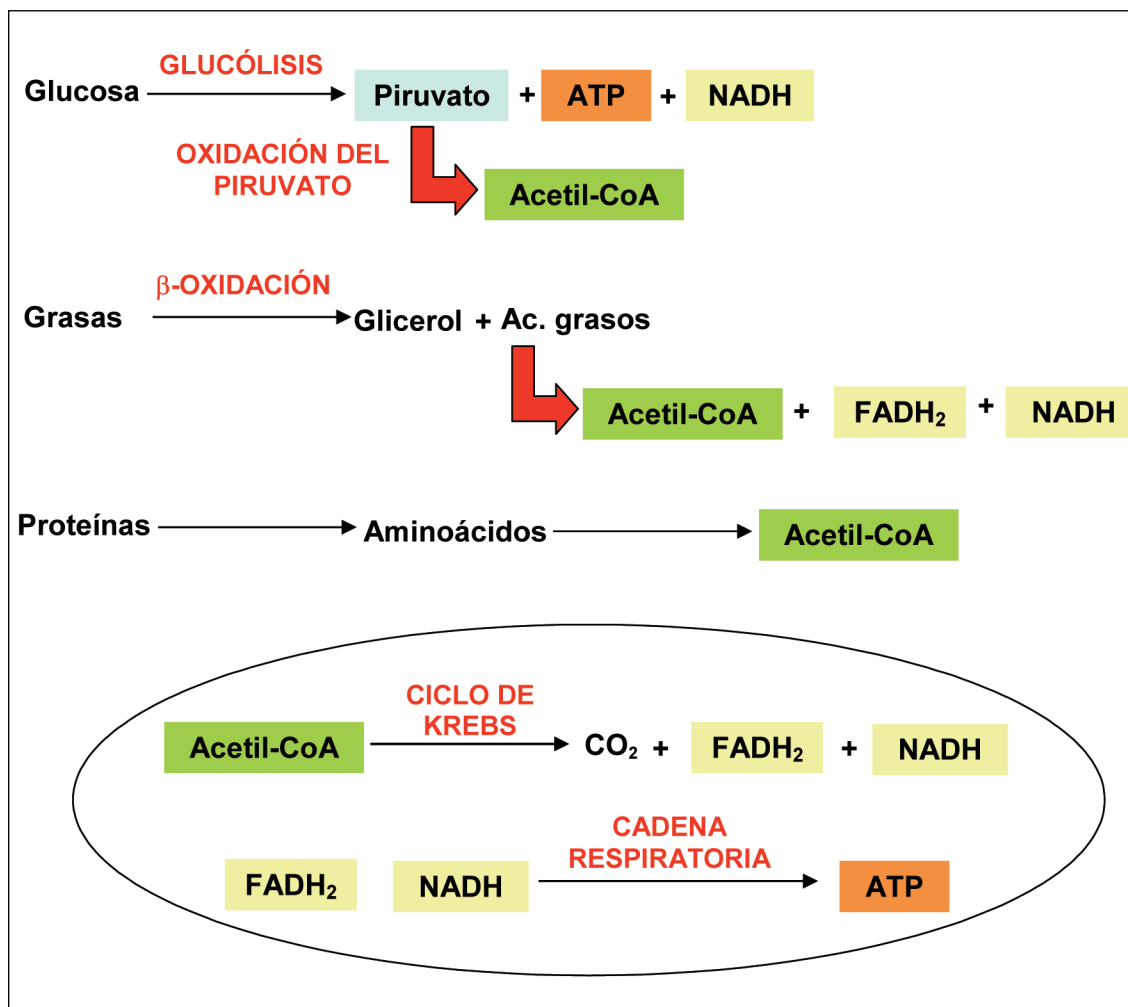 GLUCÓLISIS
Glucosa Piruvato + ATP + NADH
OXIDACIÓN DEL
PIRUVATO
Acetil-CoA
β-OXIDACIÓN
Grasas Glicerol + Ac. grasos
Acetil-CoA + FADH₂ + NADH
Proteínas Aminoácidos Acetil-CoA
CICLO DE
KREBS
Acetil-CoA CO₂ + FADH₂ + NADH
CADENA
RESPIRATORIA
FADH₂ NADH ATP